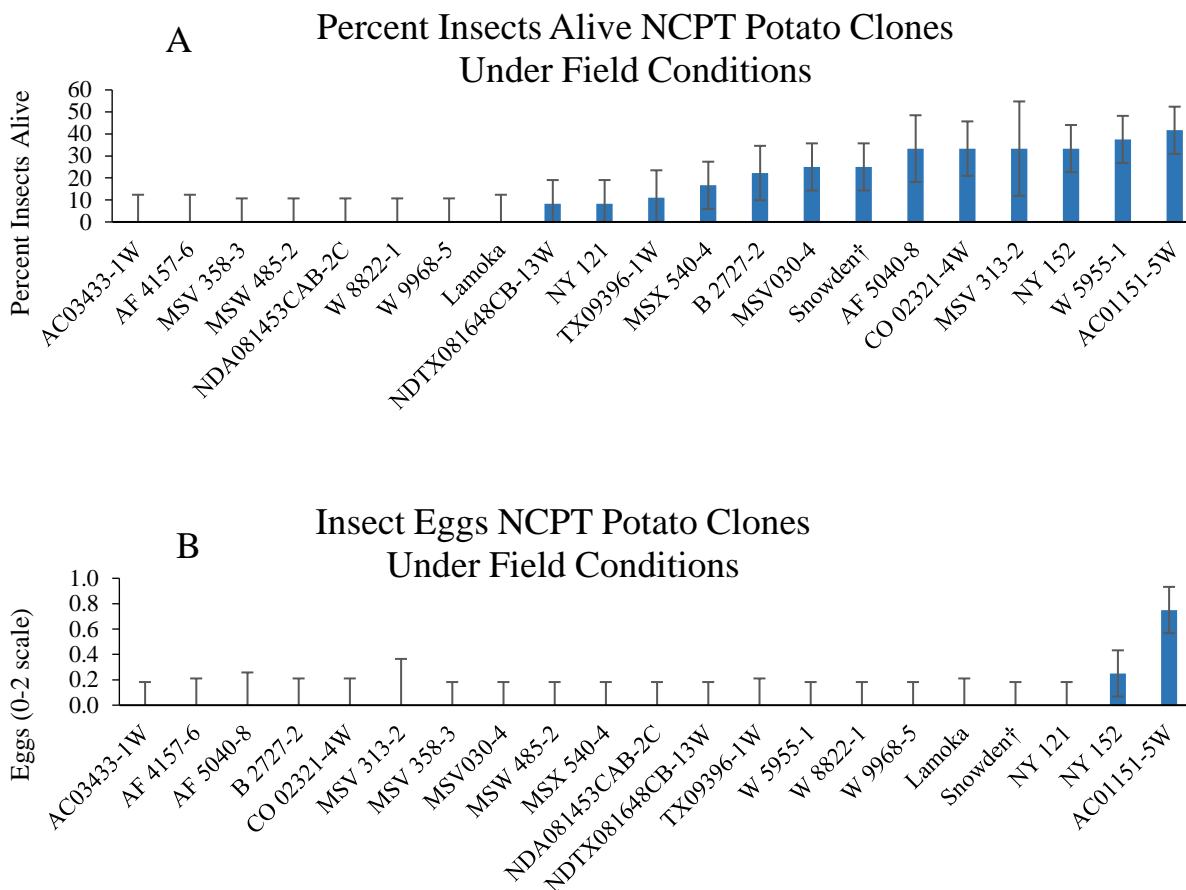 A
Percent Insects Alive NCPT Potato Clones
Under Field Conditions
Percent Insects Alive
60
50
40
30
20
10
0
AC03433-1W
AF 4157-6
MSV 358-3
MSW 485-2
NDA081453CAB-2C
W 8822-1
W 9968-5
Lamoka
NDTX081648CB-13W
NY 121
TX09396-1W
MSX 540-4
B 2727-2
MSV030-4
Snowden†
AF 5040-8
CO 02321-4W
MSV 313-2
NY 152
W 5955-1
AC01151-5W
B
Insect Eggs NCPT Potato Clones
Under Field Conditions
Eggs (0-2 scale)
1.0
0.8
0.6
0.4
0.2
0.0
AC03433-1W
AF 4157-6
AF 5040-8
B 2727-2
CO 02321-4W
MSV 313-2
MSV 358-3
MSV030-4
MSW 485-2
MSX 540-4
NDA081453CAB-2C
NDTX081648CB-13W
TX09396-1W
W 5955-1
W 8822-1
W 9968-5
Lamoka
Snowden†
NY 121
NY 152
AC01151-5W